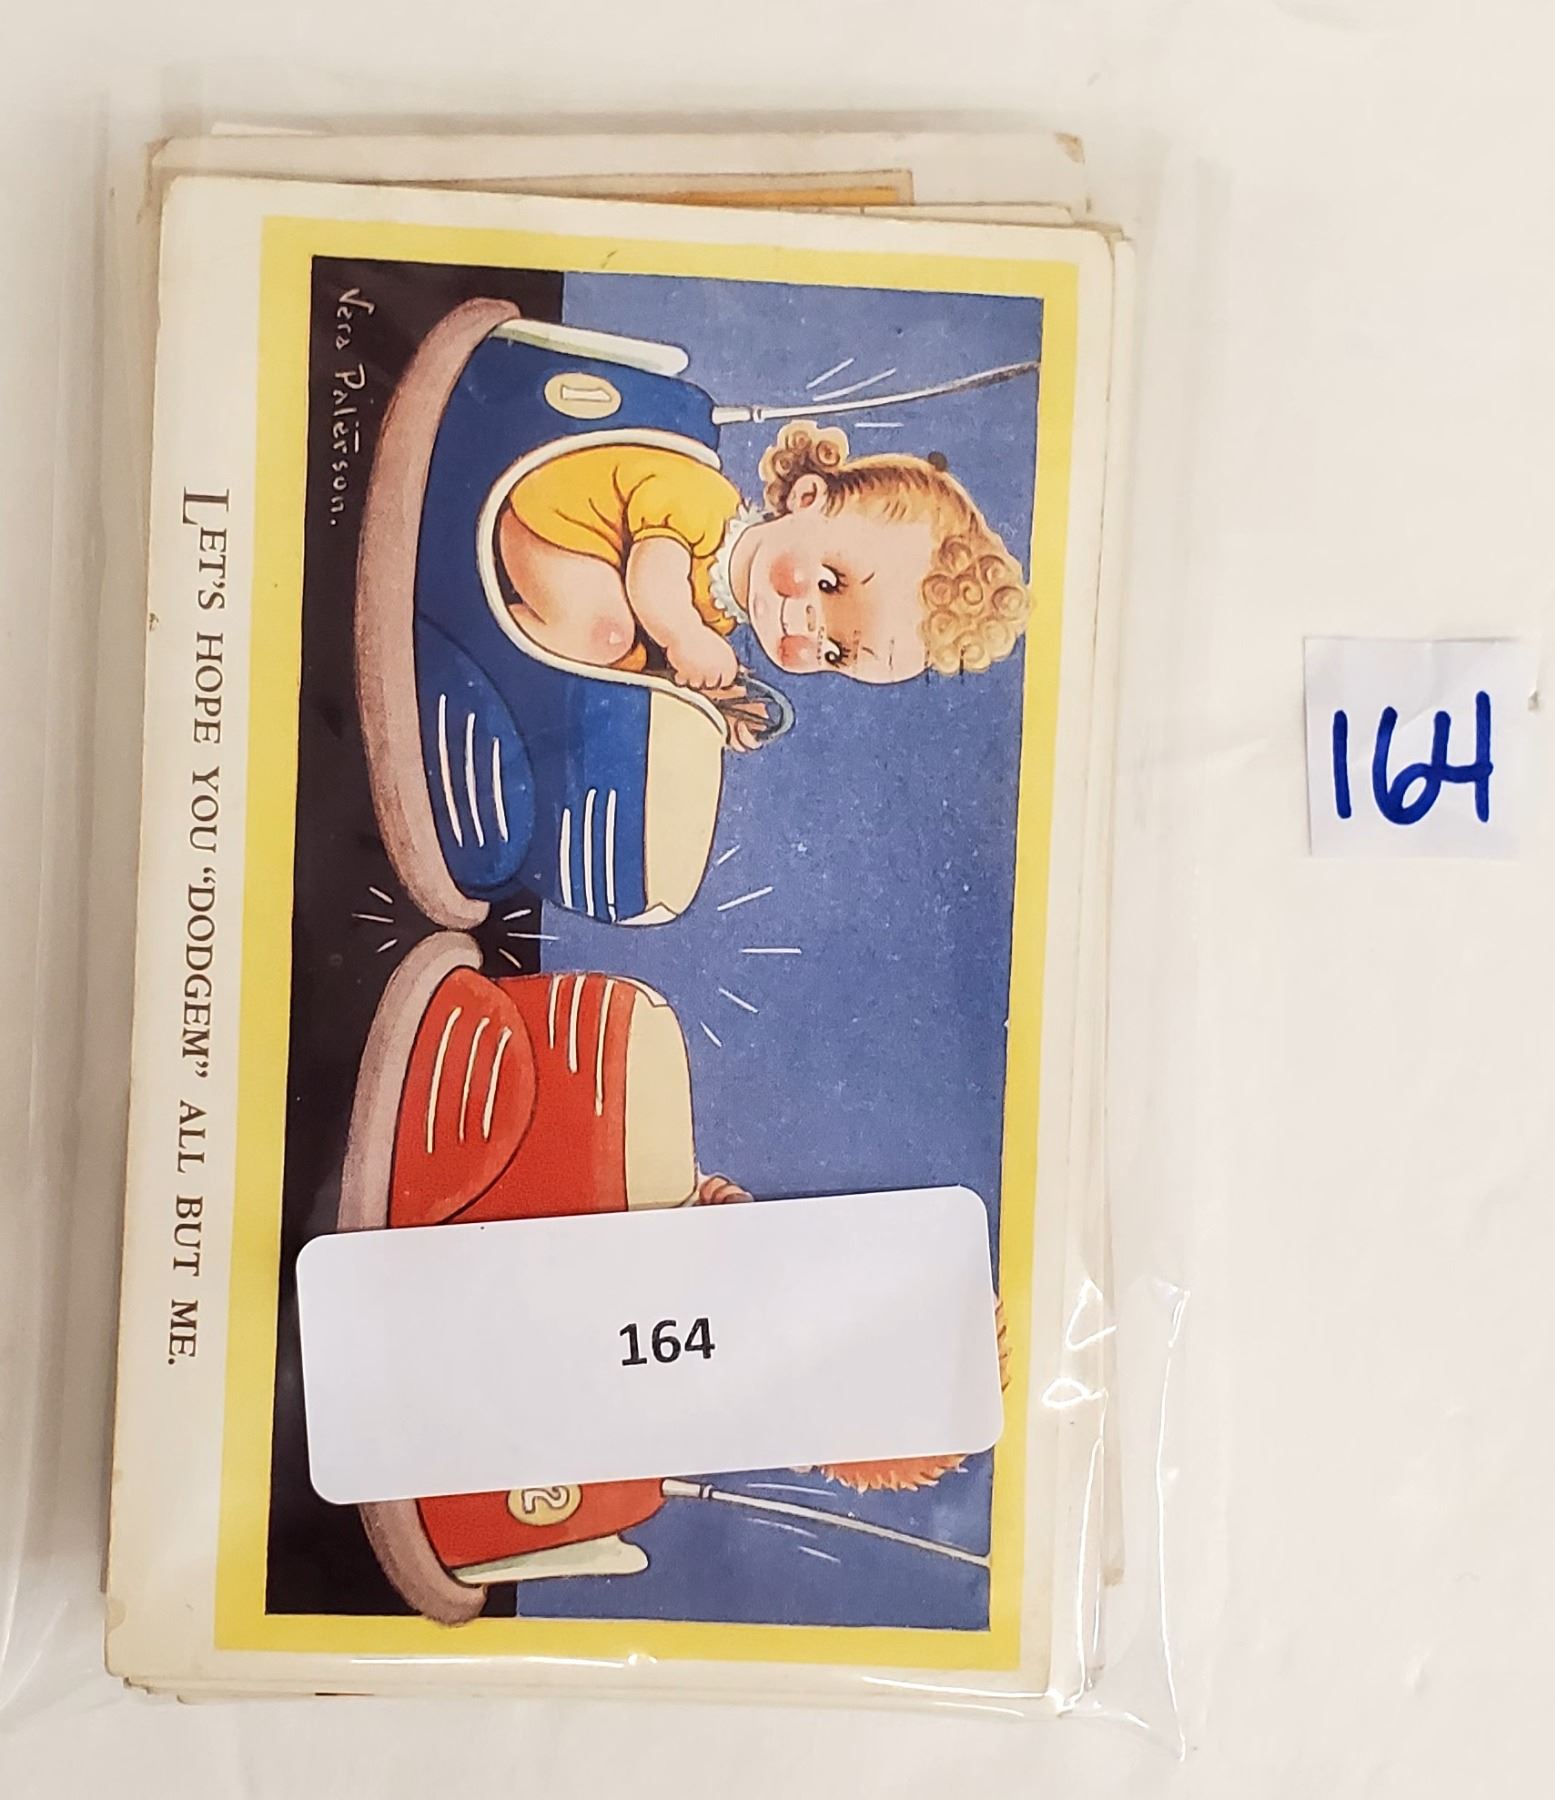 Vera Paterson.
1
2
LET'S HOPE YOU "DODGEM" ALL BUT ME.
164
164